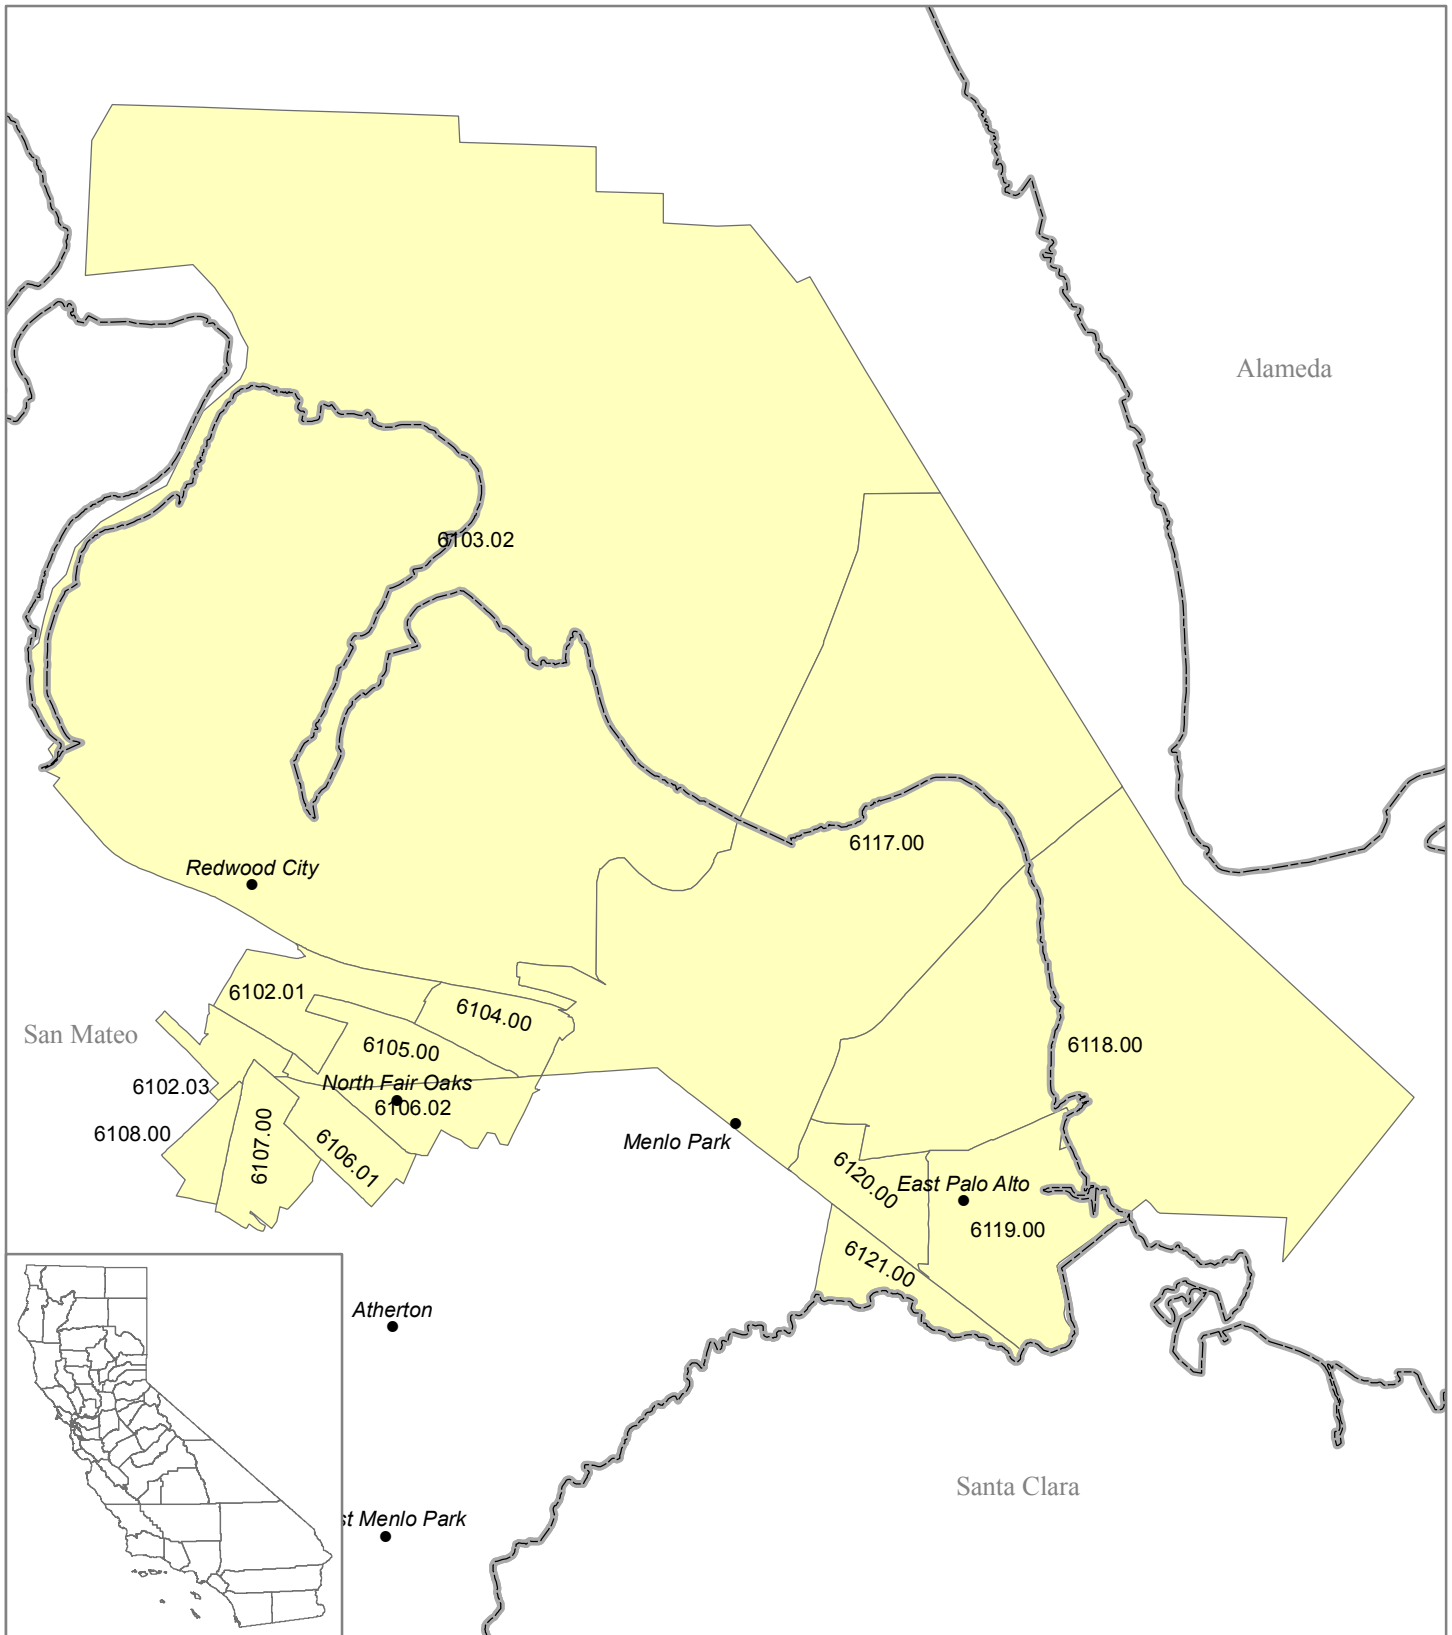 Alameda
6103.02
6117.00
Redwood City
6102.01
6104.00
San Mateo
6105.00
6118.00
North Fair Oaks
6102.03
6106.02
6108.00
6107.00
Menlo Park
6106.01
6120.00
East Palo Alto
6119.00
6121.00
Atherton
Santa Clara
st Menlo Park